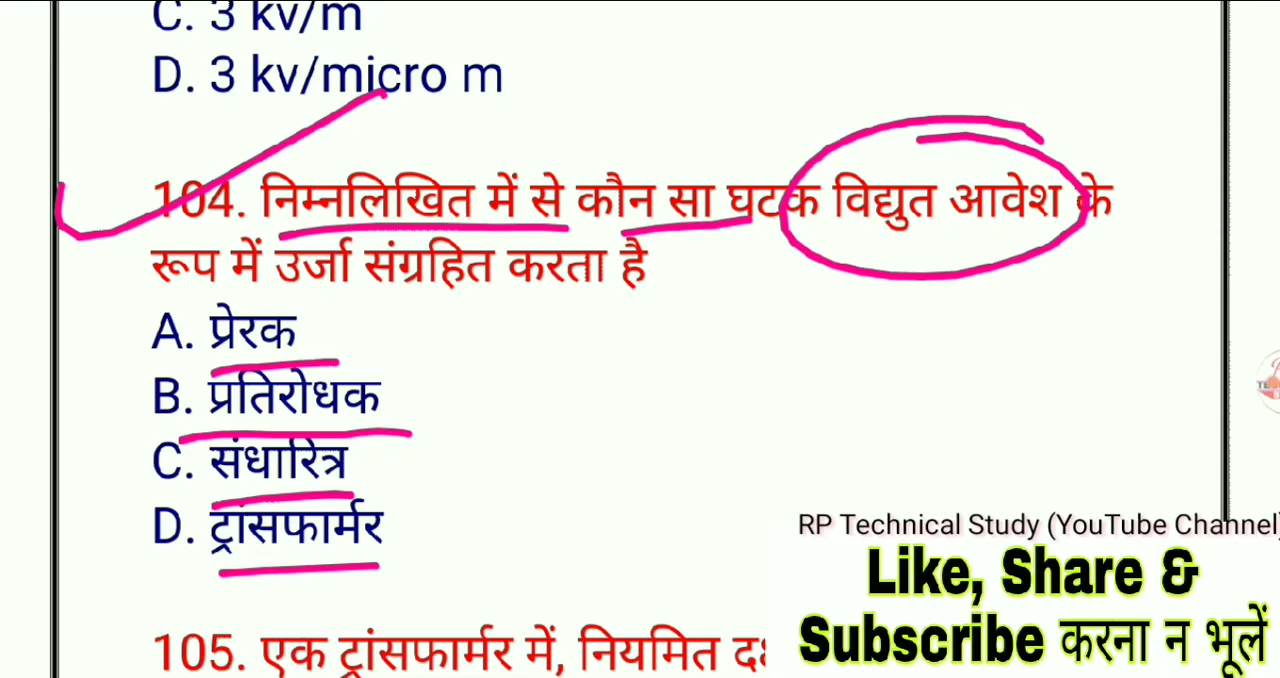 C. 3 kv/m
D. 3 kv/micro m
104. निम्नलिखित में से कौन सा घटक विद्युत आवेश के
रूप में उर्जा संग्रहित करता है
A. प्रेरक
B. प्रतिरोधक
C. संधारित्र
D. ट्रांसफार्मर
RP Technical Study (YouTube Channel)
Like, Share &
Subscribe करना न भूलें
105. एक ट्रांसफार्मर में, नियमित